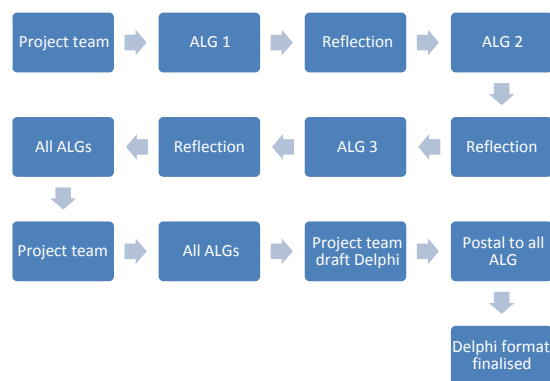 Project team
ALG 1
Reflection
ALG 2
All ALGs
Reflection
ALG 3
Reflection
Project team
All ALGs
Project team
draft Delphi
Postal to all
ALG
Delphi format
finalised